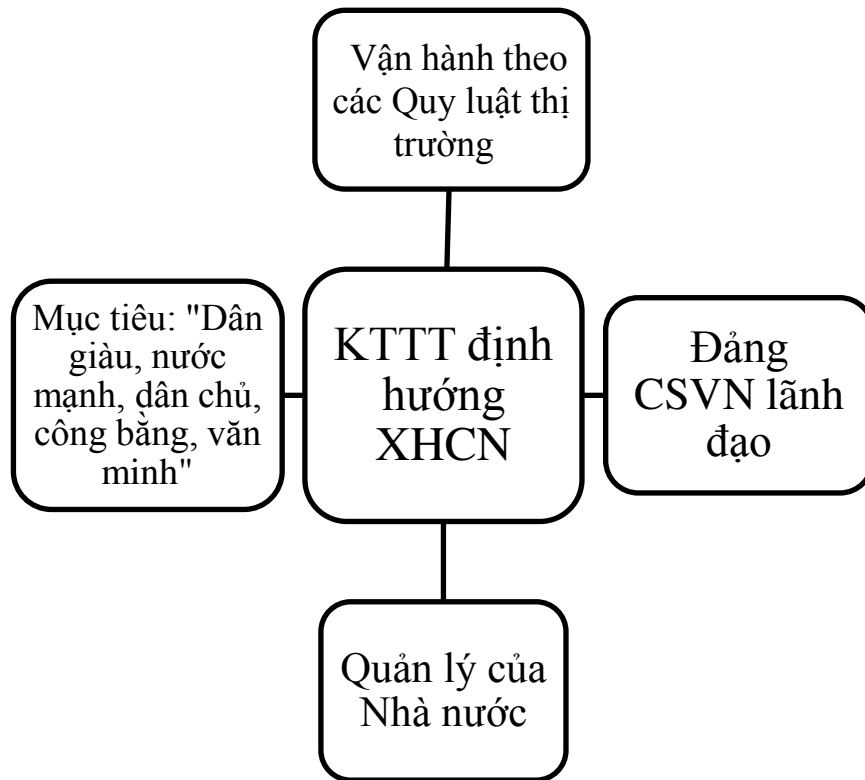 Vận hành theo
các Quy luật thị
trường
Mục tiêu: "Dân
giàu, nước
mạnh, dân chủ,
công bằng, văn
minh"
KTTT định
hướng
XHCN
Đảng
CSVN lãnh
đạo
Quản lý của
Nhà nước